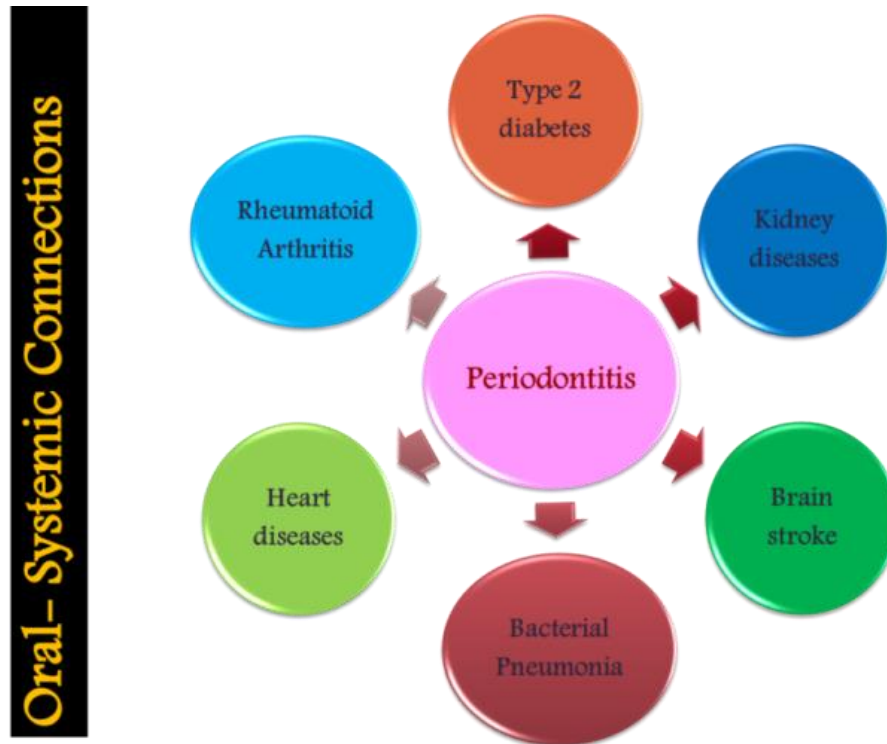 Oral– Systemic Connections
Type 2
diabetes
Rheumatoid
Arthritis
Kidney
diseases
Periodontitis
Heart
diseases
Brain
stroke
Bacterial
Pneumonia